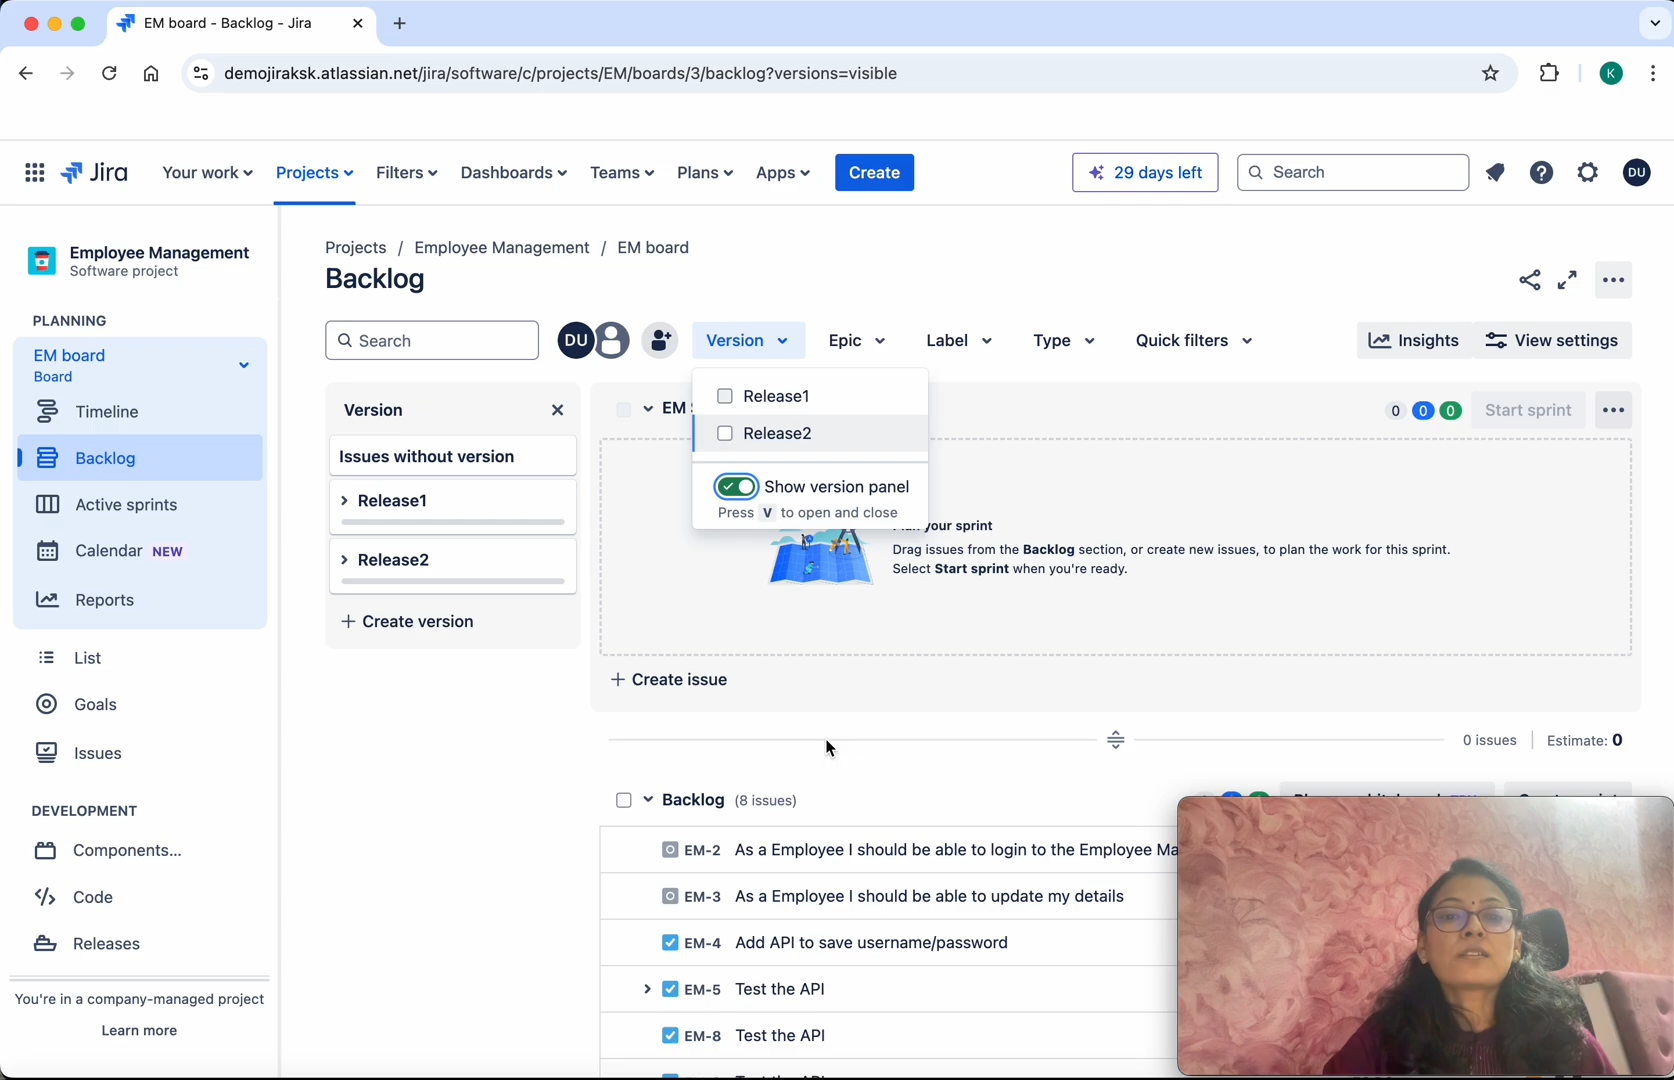 EM board - Backlog - Jira
demojiraksk.atlassian.net/jira/software/c/projects/EM/boards/3/backlog?versions=visible
K
Jira
Your work
Projects
Filters
Dashboards
Teams
Plans
Apps
Create
29 days left
Search
DU
Employee Management
Software project
PLANNING
EM board
Board
Timeline
Backlog
Active sprints
Calendar NEW
Reports
List
Goals
Issues
DEVELOPMENT
Components...
Code
Releases
You're in a company-managed project
Learn more
Projects / Employee Management / EM board
Backlog
Search
DU
Version
Epic
Label
Type
Quick filters
Insights
View settings
Version
Issues without version
Release1
Release2
Create version
Release1
Release2
Show version panel
Press V to open and close
EM
0 0 0
Start sprint
your sprint
Drag issues from the Backlog section, or create new issues, to plan the work for this sprint.
Select Start sprint when you're ready.
Create issue
0 issues
Estimate: 0
Backlog (8 issues)
EM-2 As a Employee I should be able to login to the Employee Ma
EM-3 As a Employee I should be able to update my details
EM-4 Add API to save username/password
EM-5 Test the API
EM-8 Test the API